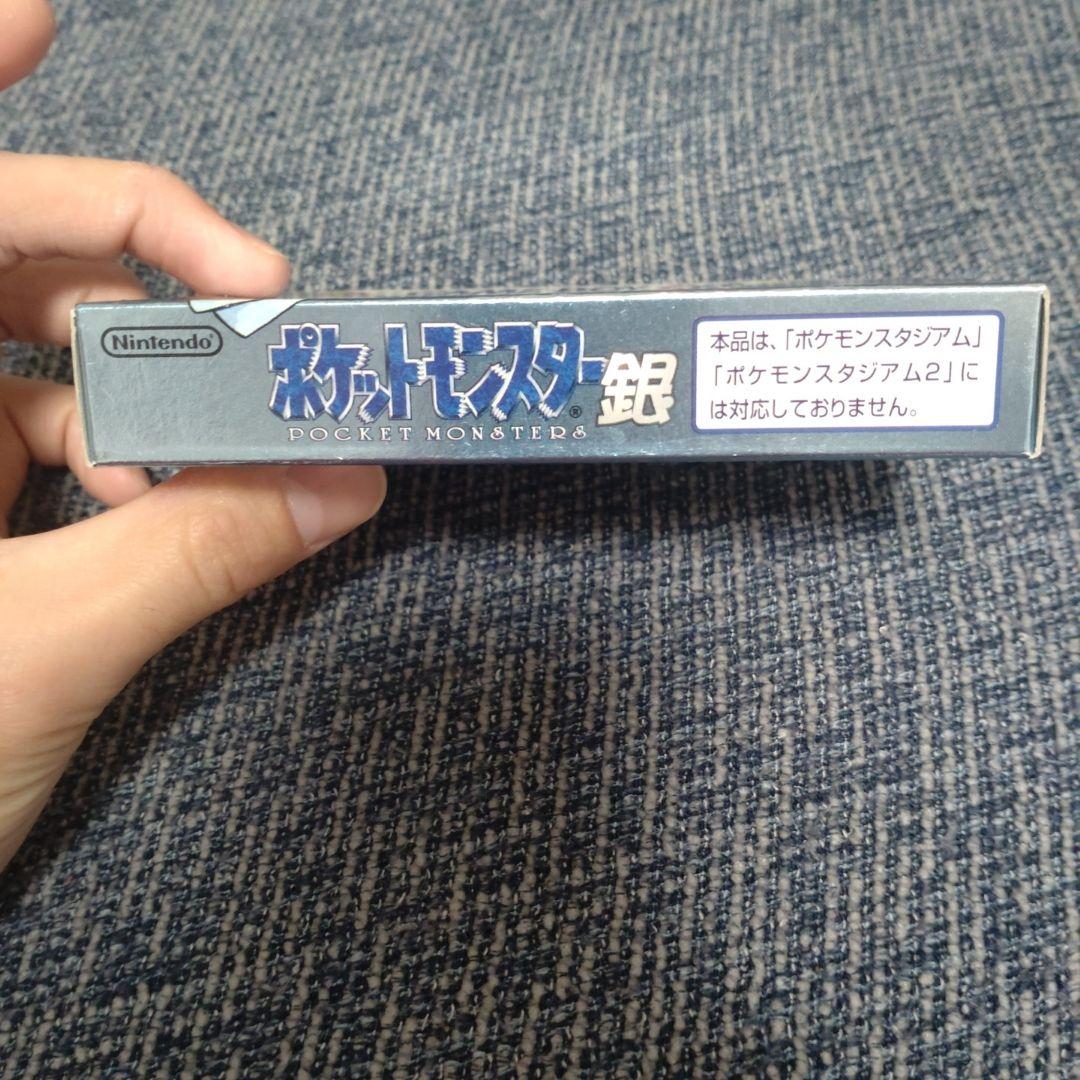 Nintendo
ポケットモンスター® 銀
POCKET MONSTERS
本品は、「ポケモンスタジアム」
「ポケモンスタジアム2」に
は対応しておりません。